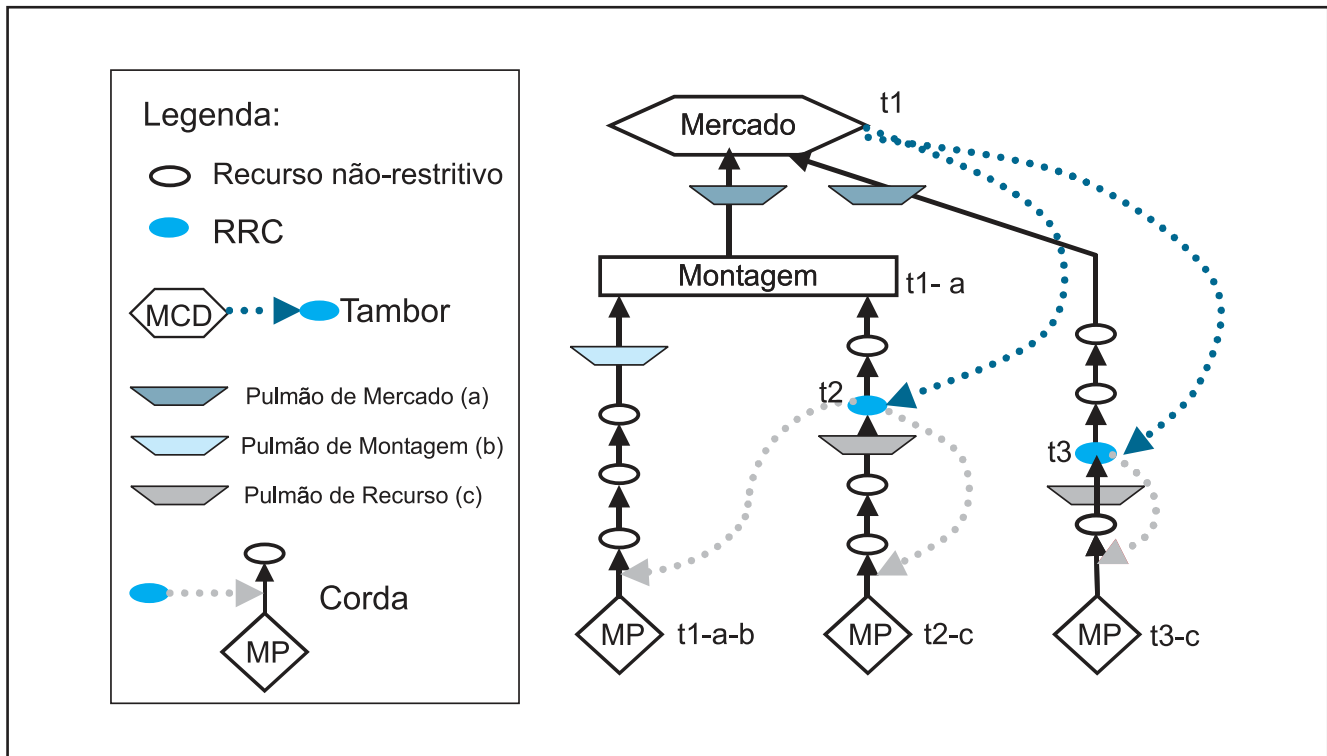 Legenda:
Recurso não-restritivo
RRC
MCD
Tambor
Pulmão de Mercado (a)
Pulmão de Montagem (b)
Pulmão de Recurso (c)
Corda
MP
Mercado
t1
Montagem
t1- a
t2
t3
MP
t1-a-b
MP
t2-c
MP
t3-c